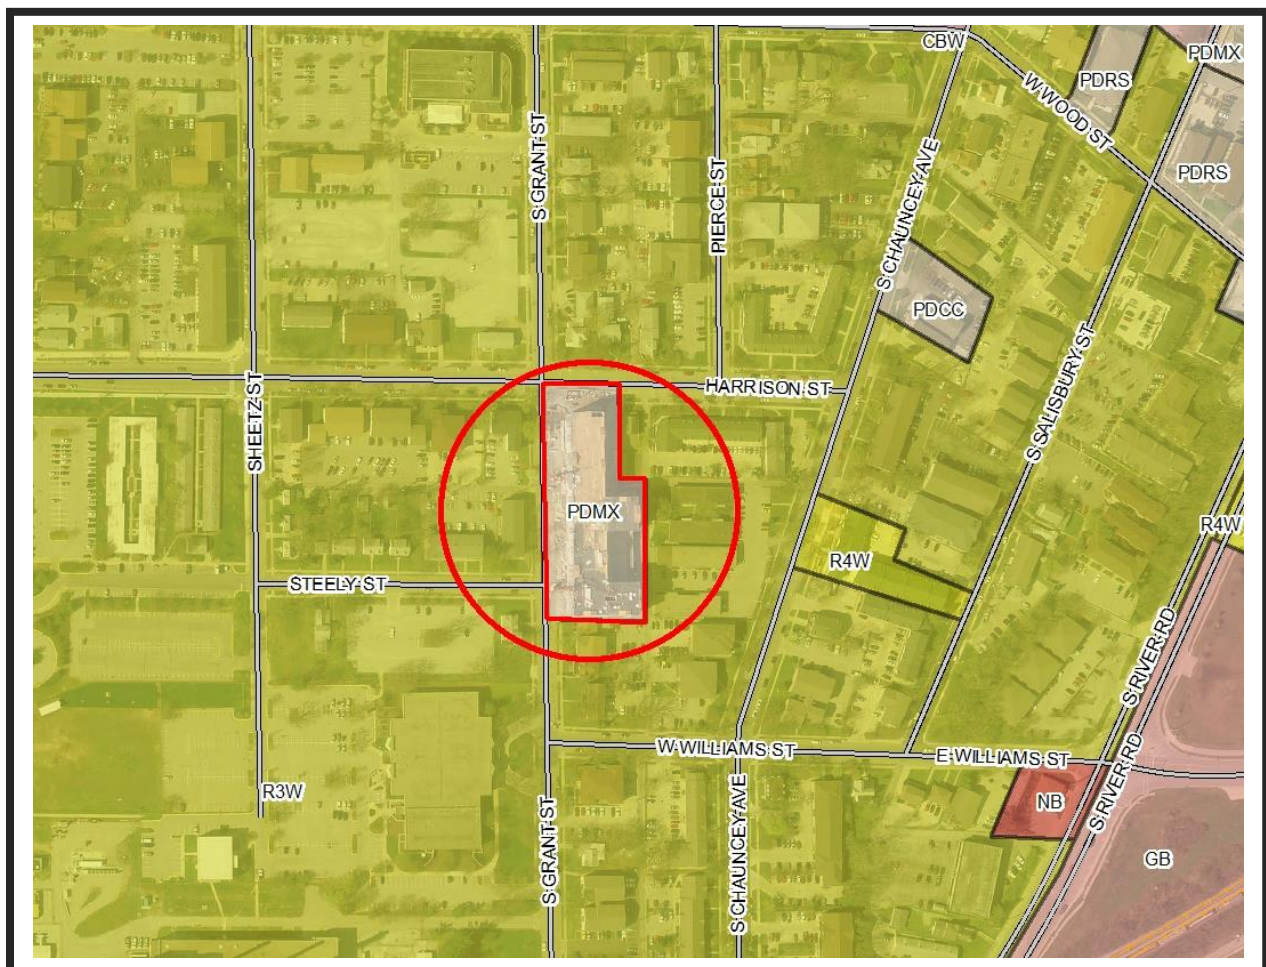 CBW
PDMX
PDRS
W WOOD ST
PDRS
S GRANT ST
PIERCE ST
S CHAUNCEY AVE
PDCC
S SALISBURY ST
HARRISON ST
SHEETZ ST
PDMX
R4W
R4W
STEELY ST
S RIVER RD
W WILLIAMS ST
E WILLIAMS ST
R3W
S GRANT ST
S CHAUNCEY AVE
NB
S RIVER RD
GB